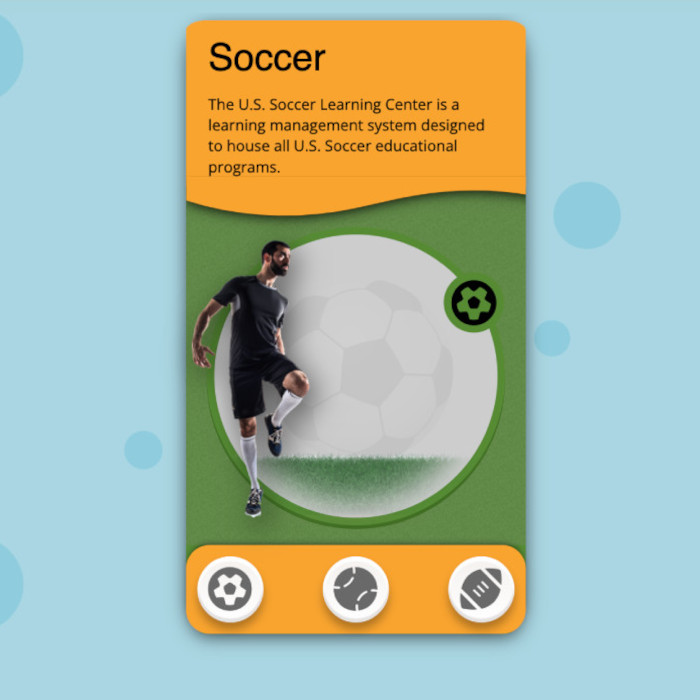 Soccer
The U.S. Soccer Learning Center is a
learning management system designed
to house all U.S. Soccer educational
programs.